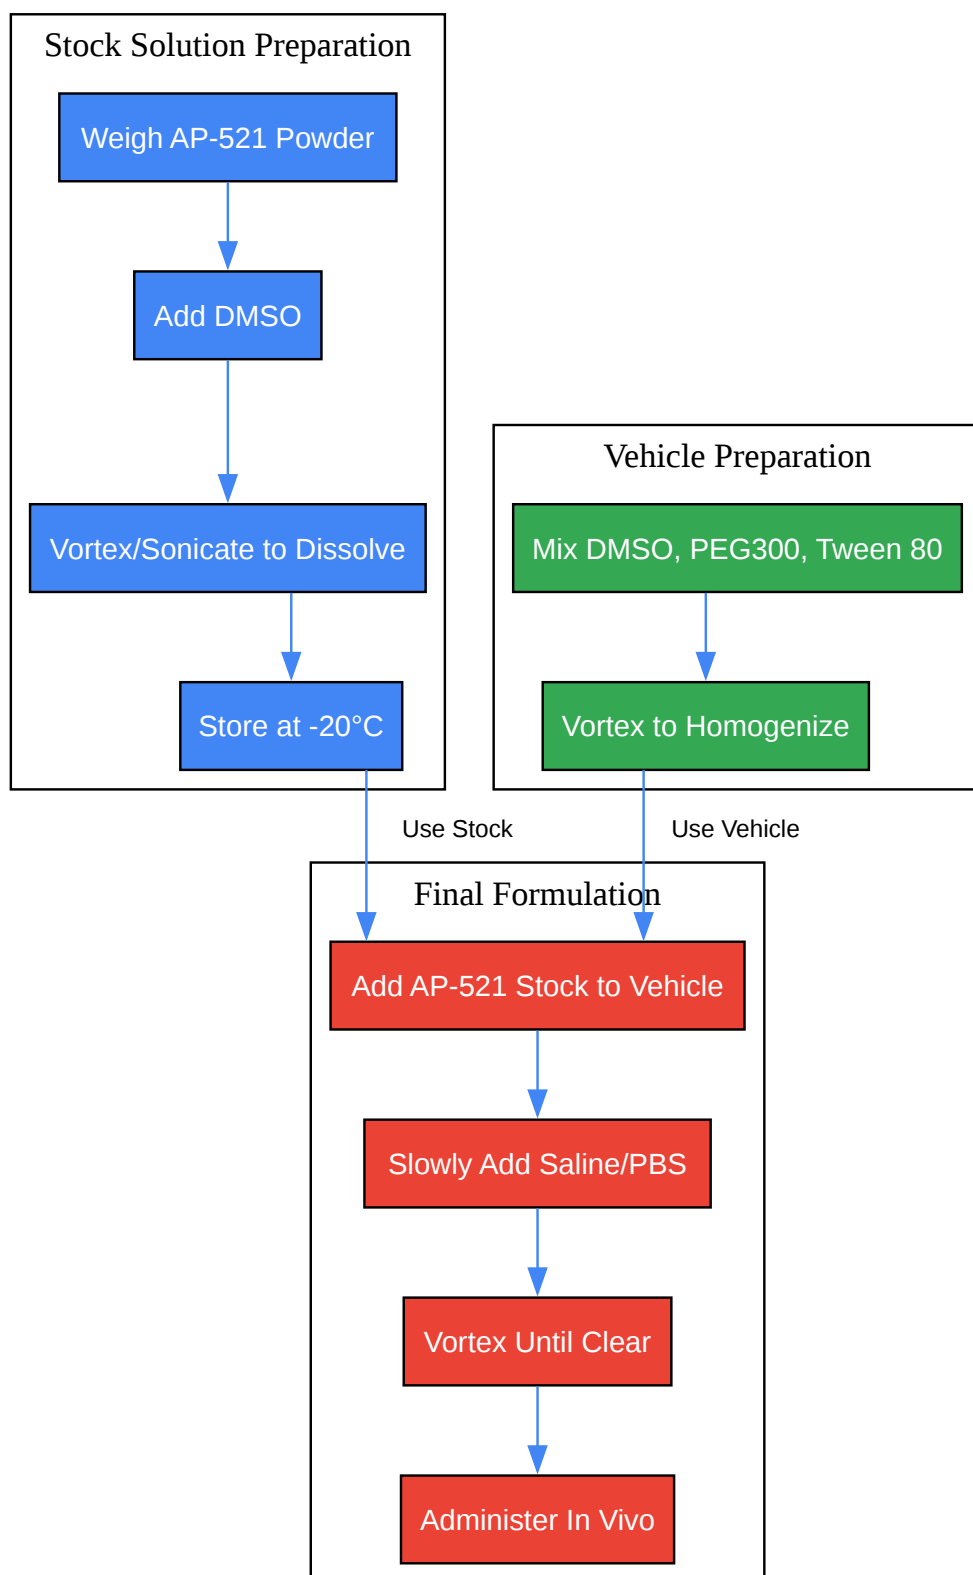 Stock Solution Preparation
Weigh AP-521 Powder
Add DMSO
Vortex/Sonicate to Dissolve
Store at -20°C
Vehicle Preparation
Mix DMSO, PEG300, Tween 80
Vortex to Homogenize
Use Stock
Use Vehicle
Final Formulation
Add AP-521 Stock to Vehicle
Slowly Add Saline/PBS
Vortex Until Clear
Administer In Vivo